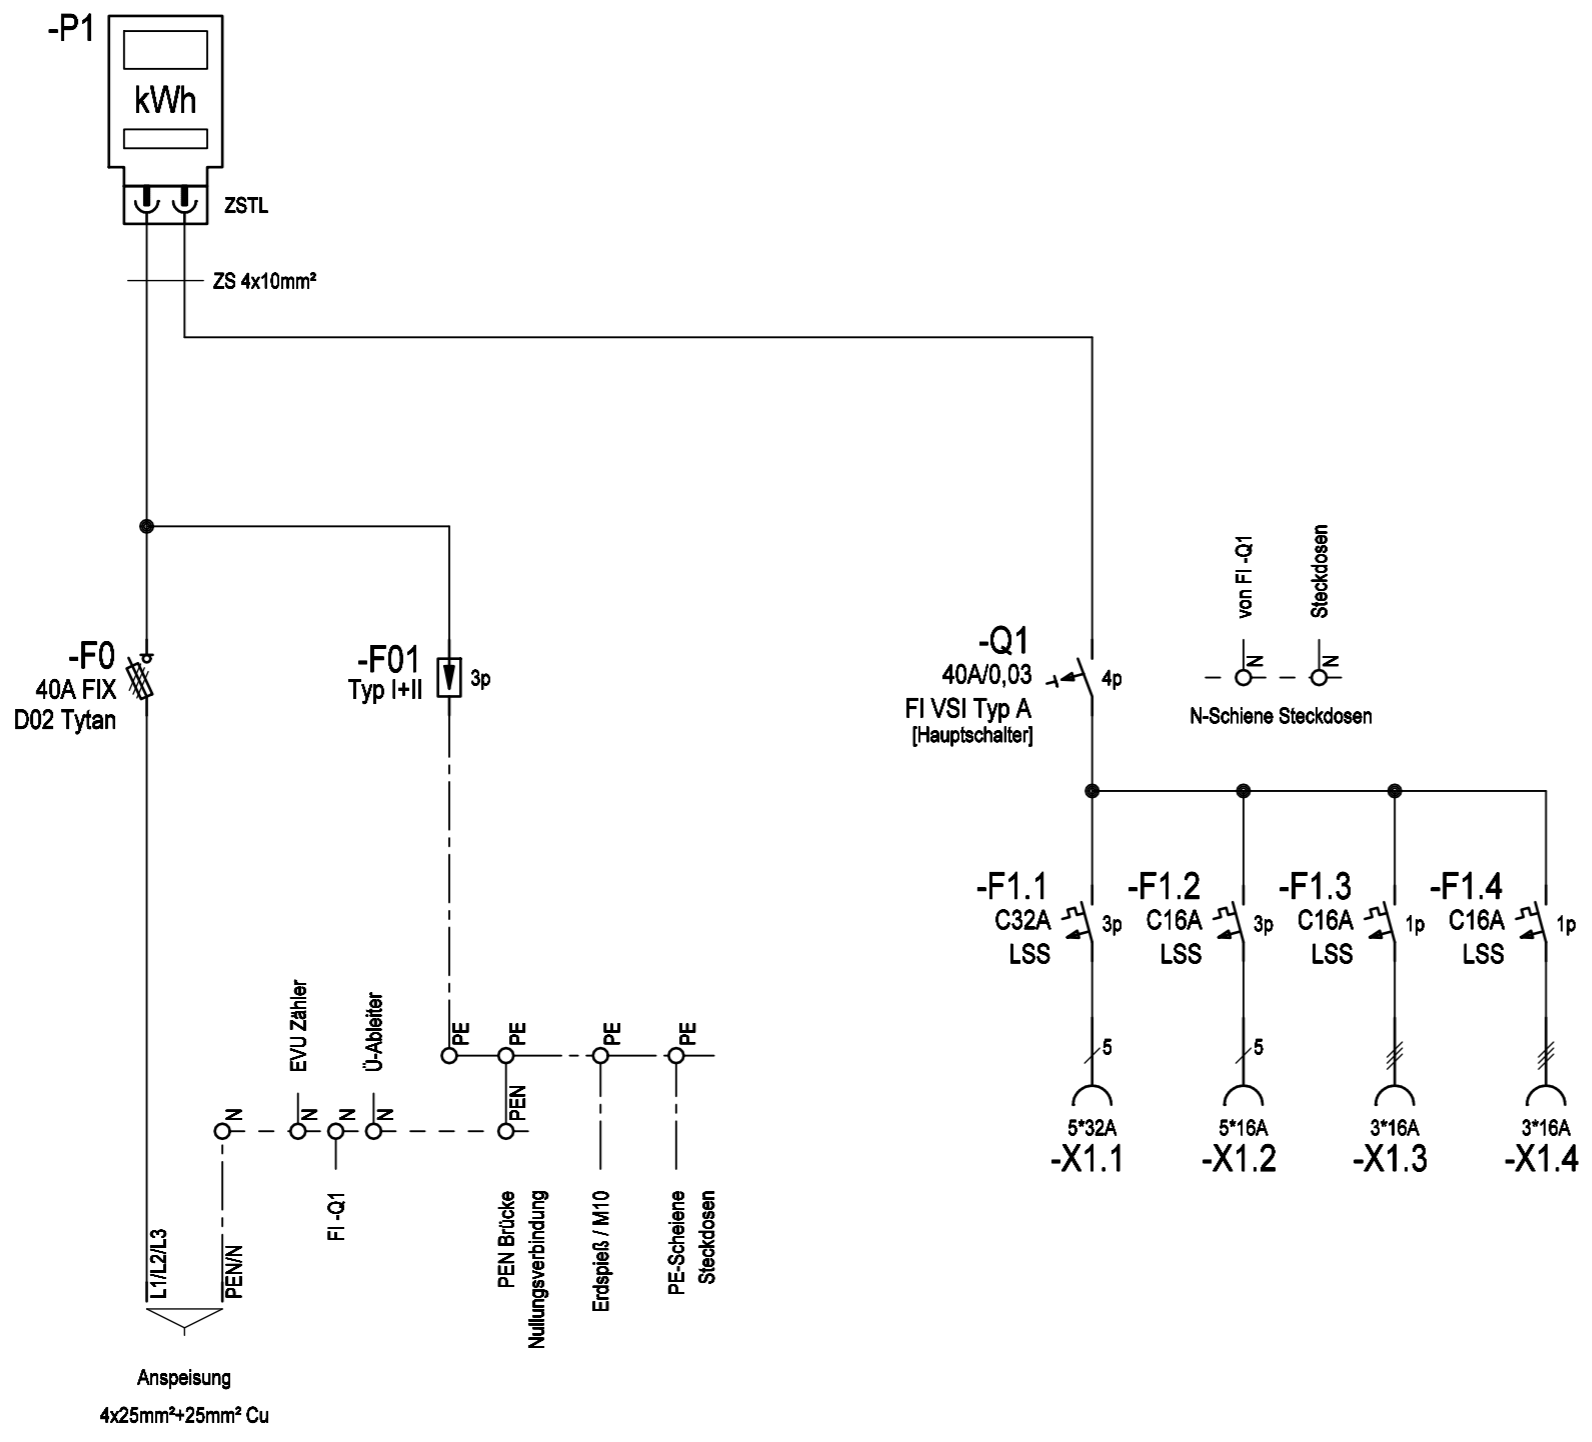 -P1
kWh
ZSTL
ZS 4x10mm²
-F0
40A FIX
D02 Tytan
-F01
Typ I+II
3p
-Q1
40A/0,03
FI VSI Typ A
[Hauptschalter]
4p
von FI -Q1
Steckdosen
N
N
N-Schiene Steckdosen
-F1.1
C32A
LSS
3p
-F1.2
C16A
LSS
3p
-F1.3
C16A
LSS
1p
-F1.4
C16A
LSS
1p
5
5
5*32A
-X1.1
5*16A
-X1.2
3*16A
-X1.3
3*16A
-X1.4
EVU Zähler
Ü-Ableiter
PE
PE
PE
PE
N
N
N
N
PEN
FI -Q1
PEN Brücke
Nullungsverbindung
Erdspieß / M10
PE-Scheiene
Steckdosen
L1/L2/L3
PEN/N
Anspeisung
4x25mm²+25mm² Cu